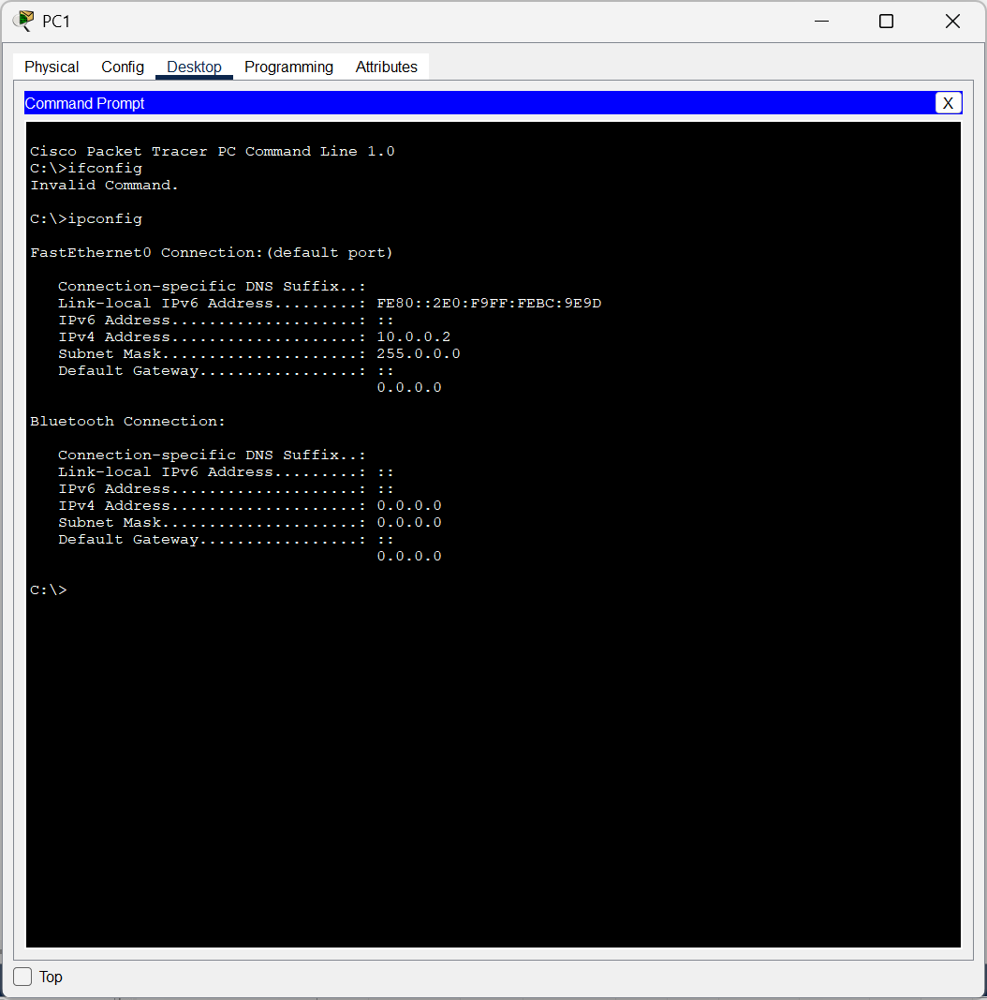 PC1
Physical Config Desktop Programming Attributes
Command Prompt X
Cisco Packet Tracer PC Command Line 1.0
C:\>ifconfig
Invalid Command.
C:\>ipconfig
FastEthernet0 Connection:(default port)
Connection-specific DNS Suffix..:
Link-local IPv6 Address.........: FE80::2E0:F9FF:FEBC:9E9D
IPv6 Address....................: ::
IPv4 Address....................: 10.0.0.2
Subnet Mask.....................: 255.0.0.0
Default Gateway.................: ::
0.0.0.0
Bluetooth Connection:
Connection-specific DNS Suffix..:
Link-local IPv6 Address.........: ::
IPv6 Address....................: ::
IPv4 Address....................: 0.0.0.0
Subnet Mask.....................: 0.0.0.0
Default Gateway.................: ::
0.0.0.0
C:\>
Top